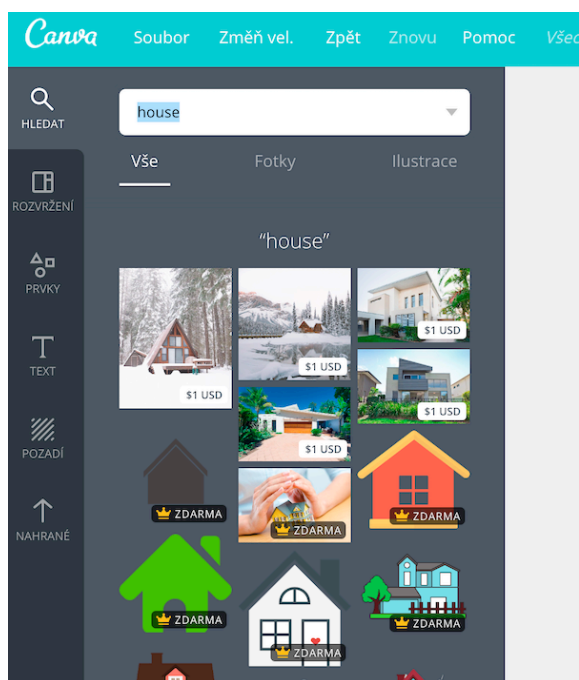 Canva Soubor Změň vel. Zpět Znovu Pomoc
HLEDAT
house
Vše Fotky Ilustrace
ROZVRŽENÍ
"house"
PRVKY
$1 USD
$1 USD
TEXT
$1 USD
$1 USD
$1 USD
POZADÍ
ZDARMA
ZDARMA
ZDARMA
NAHRANÉ
ZDARMA
ZDARMA
ZDARMA